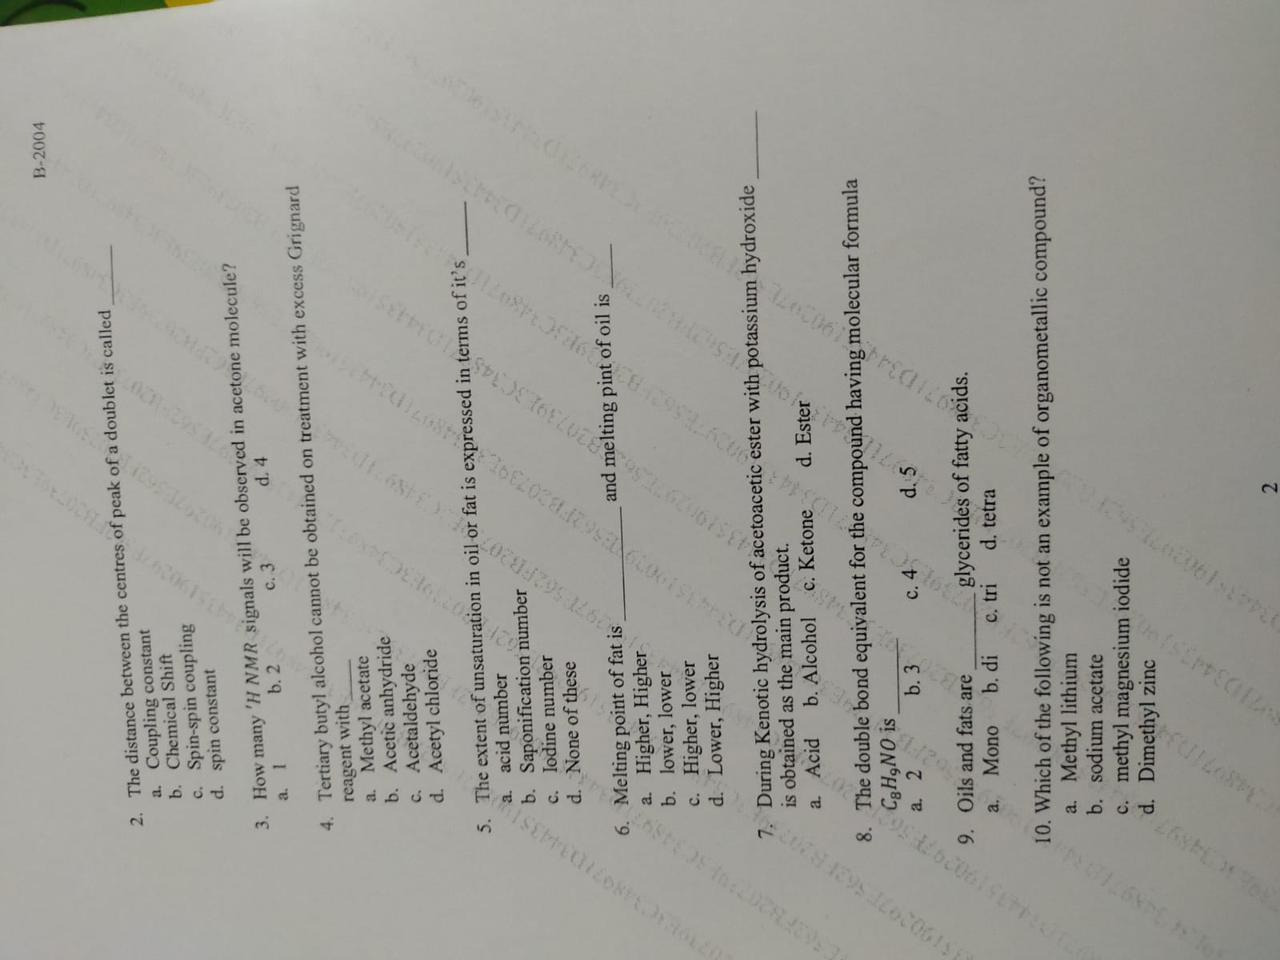 B-2004
2. The distance between the centres of peak of a doublet is called ______
a. Coupling constant
b. Chemical Shift
c. Spin-spin coupling
d. spin constant
3. How many 'H NMR signals will be observed in acetone molecule?
a. 1 b. 2 c. 3 d. 4
4. Tertiary butyl alcohol cannot be obtained on treatment with excess Grignard
reagent with ____
a. Methyl acetate
b. Acetic anhydride
c. Acetaldehyde
d. Acetyl chloride
5. The extent of unsaturation in oil or fat is expressed in terms of it's ______
a. acid number
b. Saponification number
c. Iodine number
d. None of these
6. Melting point of fat is ____________ and melting pint of oil is _____
a. Higher, Higher
b. lower, lower
c. Higher, lower
d. Lower, Higher
7. During Kenotic hydrolysis of acetoacetic ester with potassium hydroxide _______
is obtained as the main product.
a. Acid b. Alcohol c. Ketone d. Ester
8. The double bond equivalent for the compound having molecular formula
C₈H₉NO is ________
a. 2 b. 3 c. 4 d. 5
9. Oils and fats are ________ glycerides of fatty acids.
a. Mono b. di c. tri d. tetra
10. Which of the following is not an example of organometallic compound?
a. Methyl lithium
b. sodium acetate
c. methyl magnesium iodide
d. Dimethyl zinc
2